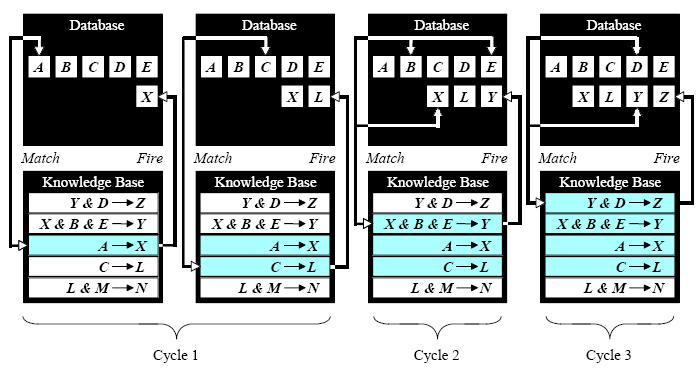 Database
A B C D E
X
Match Fire
Knowledge Base
Y & D → Z
X & B & E → Y
A → X
C → L
L & M → N
Database
A B C D E
X L
Match Fire
Knowledge Base
Y & D → Z
X & B & E → Y
A → X
C → L
L & M → N
Cycle 1
Database
A B C D E
X L Y
Match Fire
Knowledge Base
Y & D → Z
X & B & E → Y
A → X
C → L
L & M → N
Cycle 2
Database
A B C D E
X L Y Z
Match Fire
Knowledge Base
Y & D → Z
X & B & E → Y
A → X
C → L
L & M → N
Cycle 3